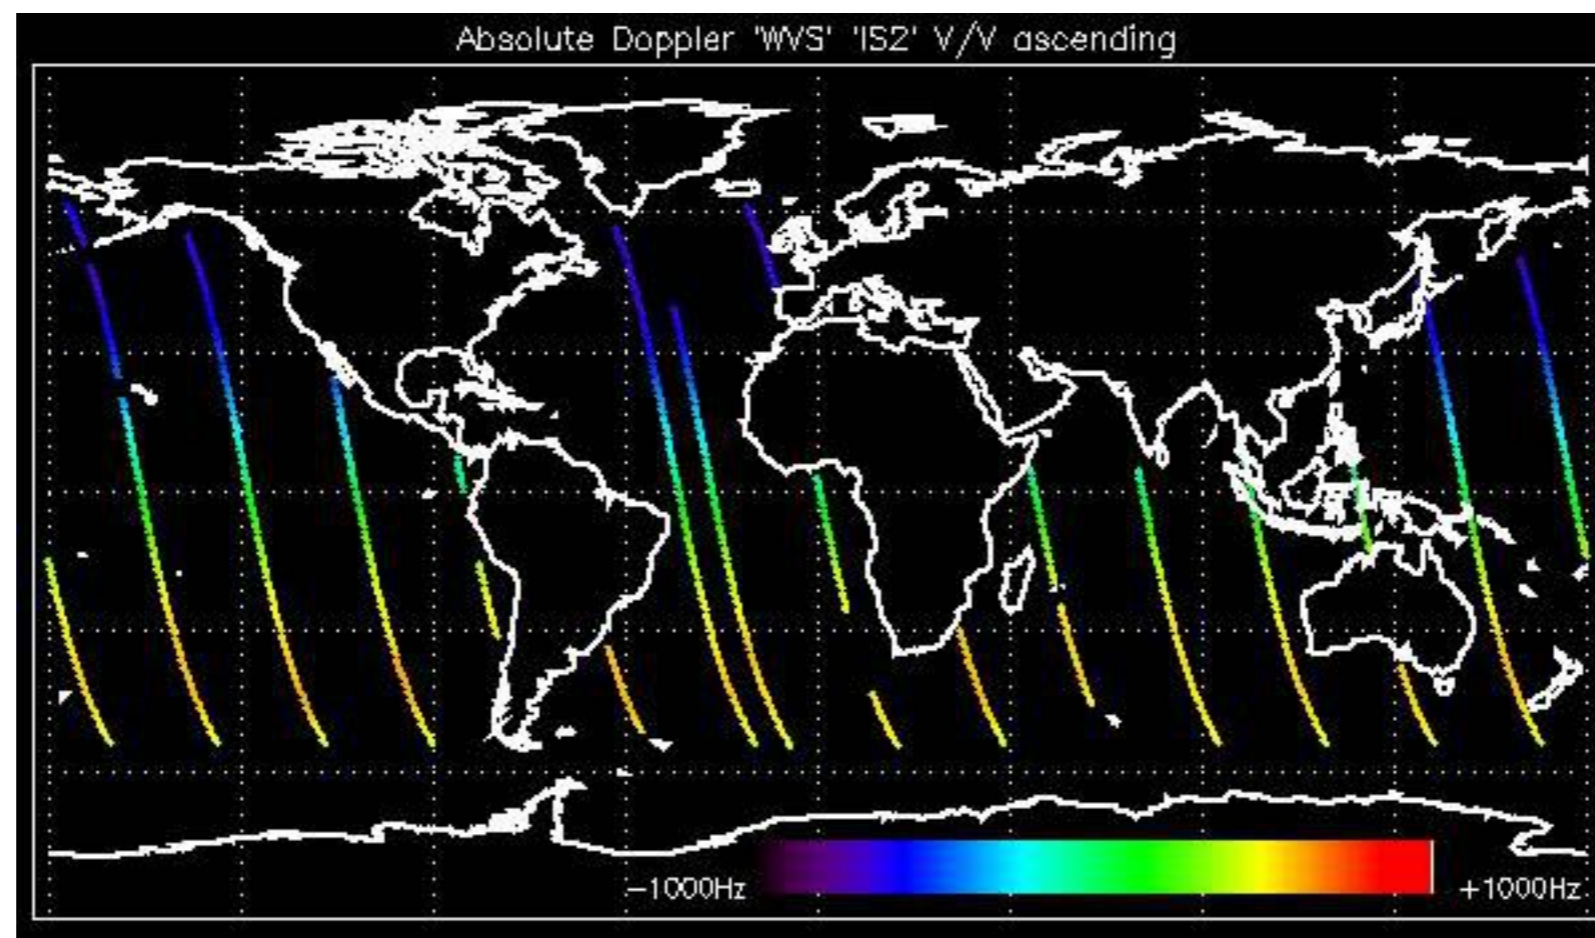 Absolute Doppler 'WVS' 'IS2' V/V ascending
−1000Hz +1000Hz